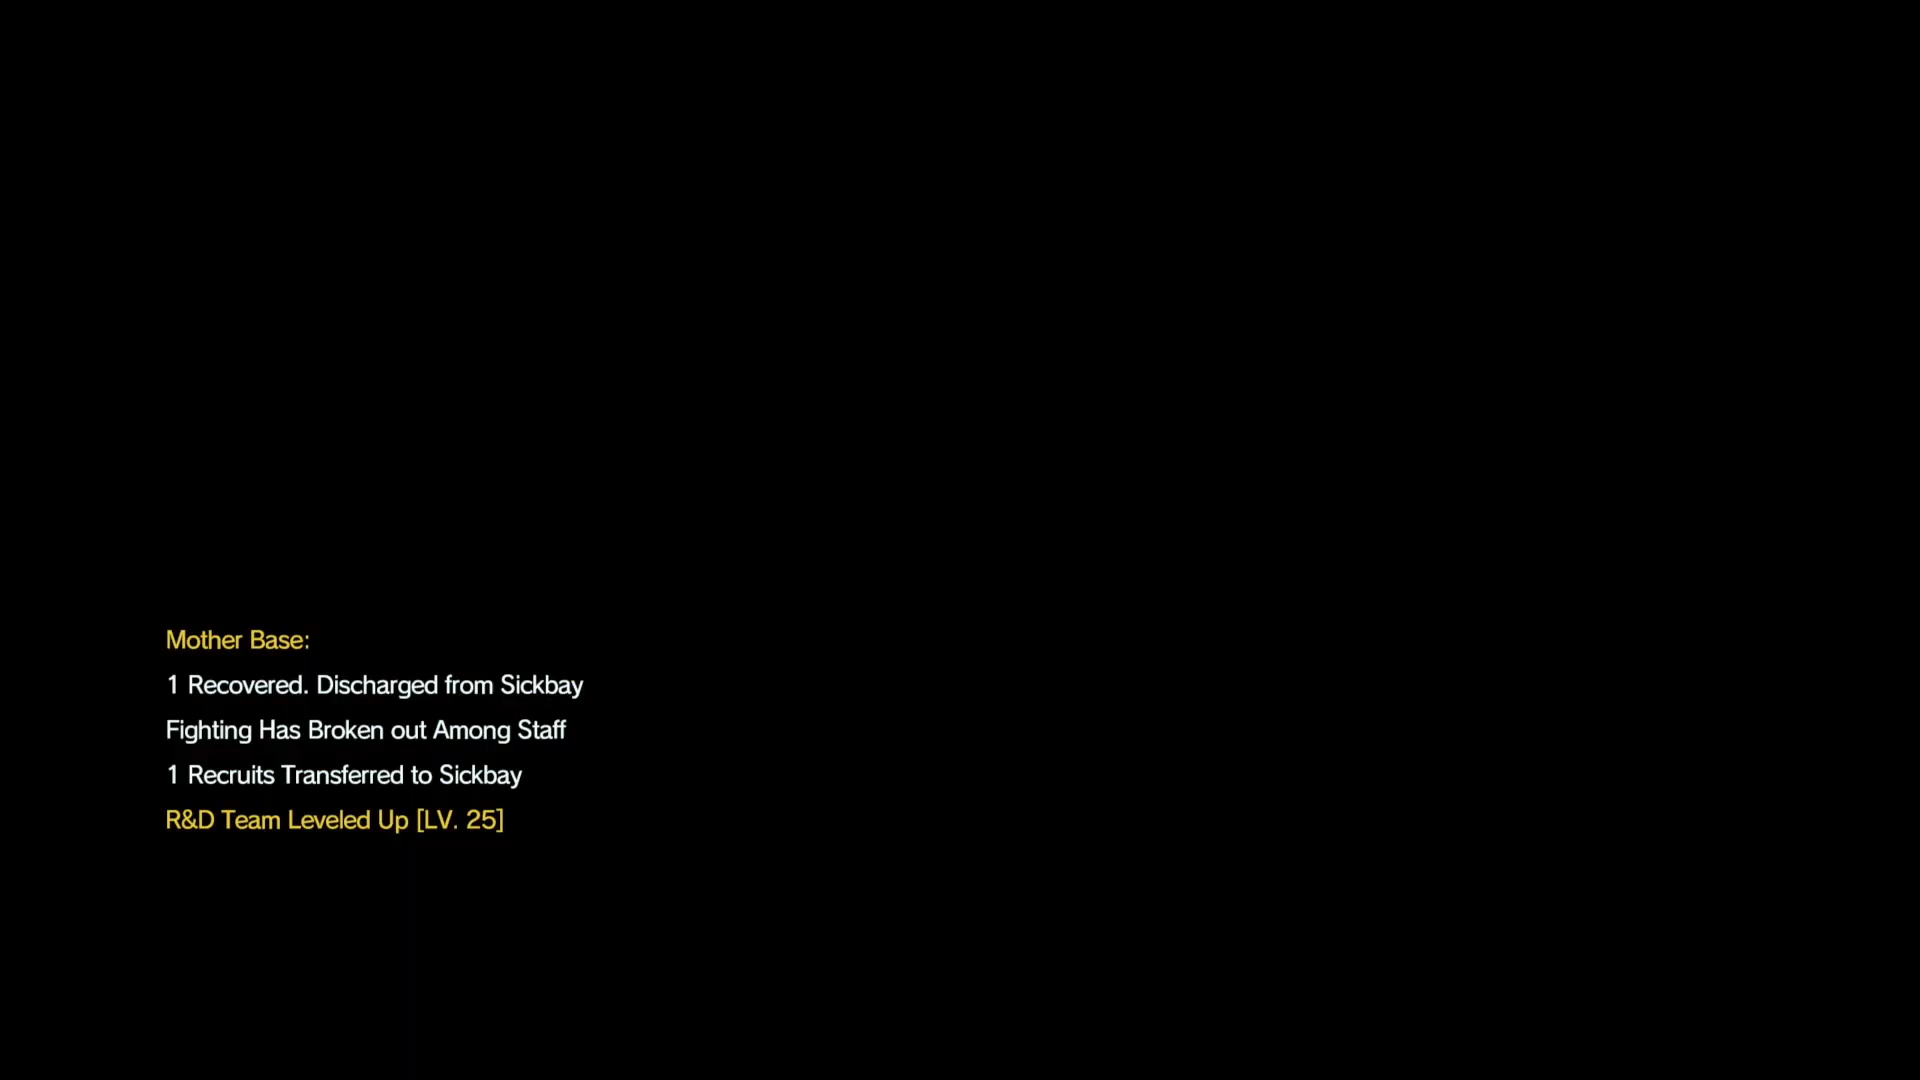 Mother Base:
1 Recovered. Discharged from Sickbay
Fighting Has Broken out Among Staff
1 Recruits Transferred to Sickbay
R&D Team Leveled Up [LV. 25]